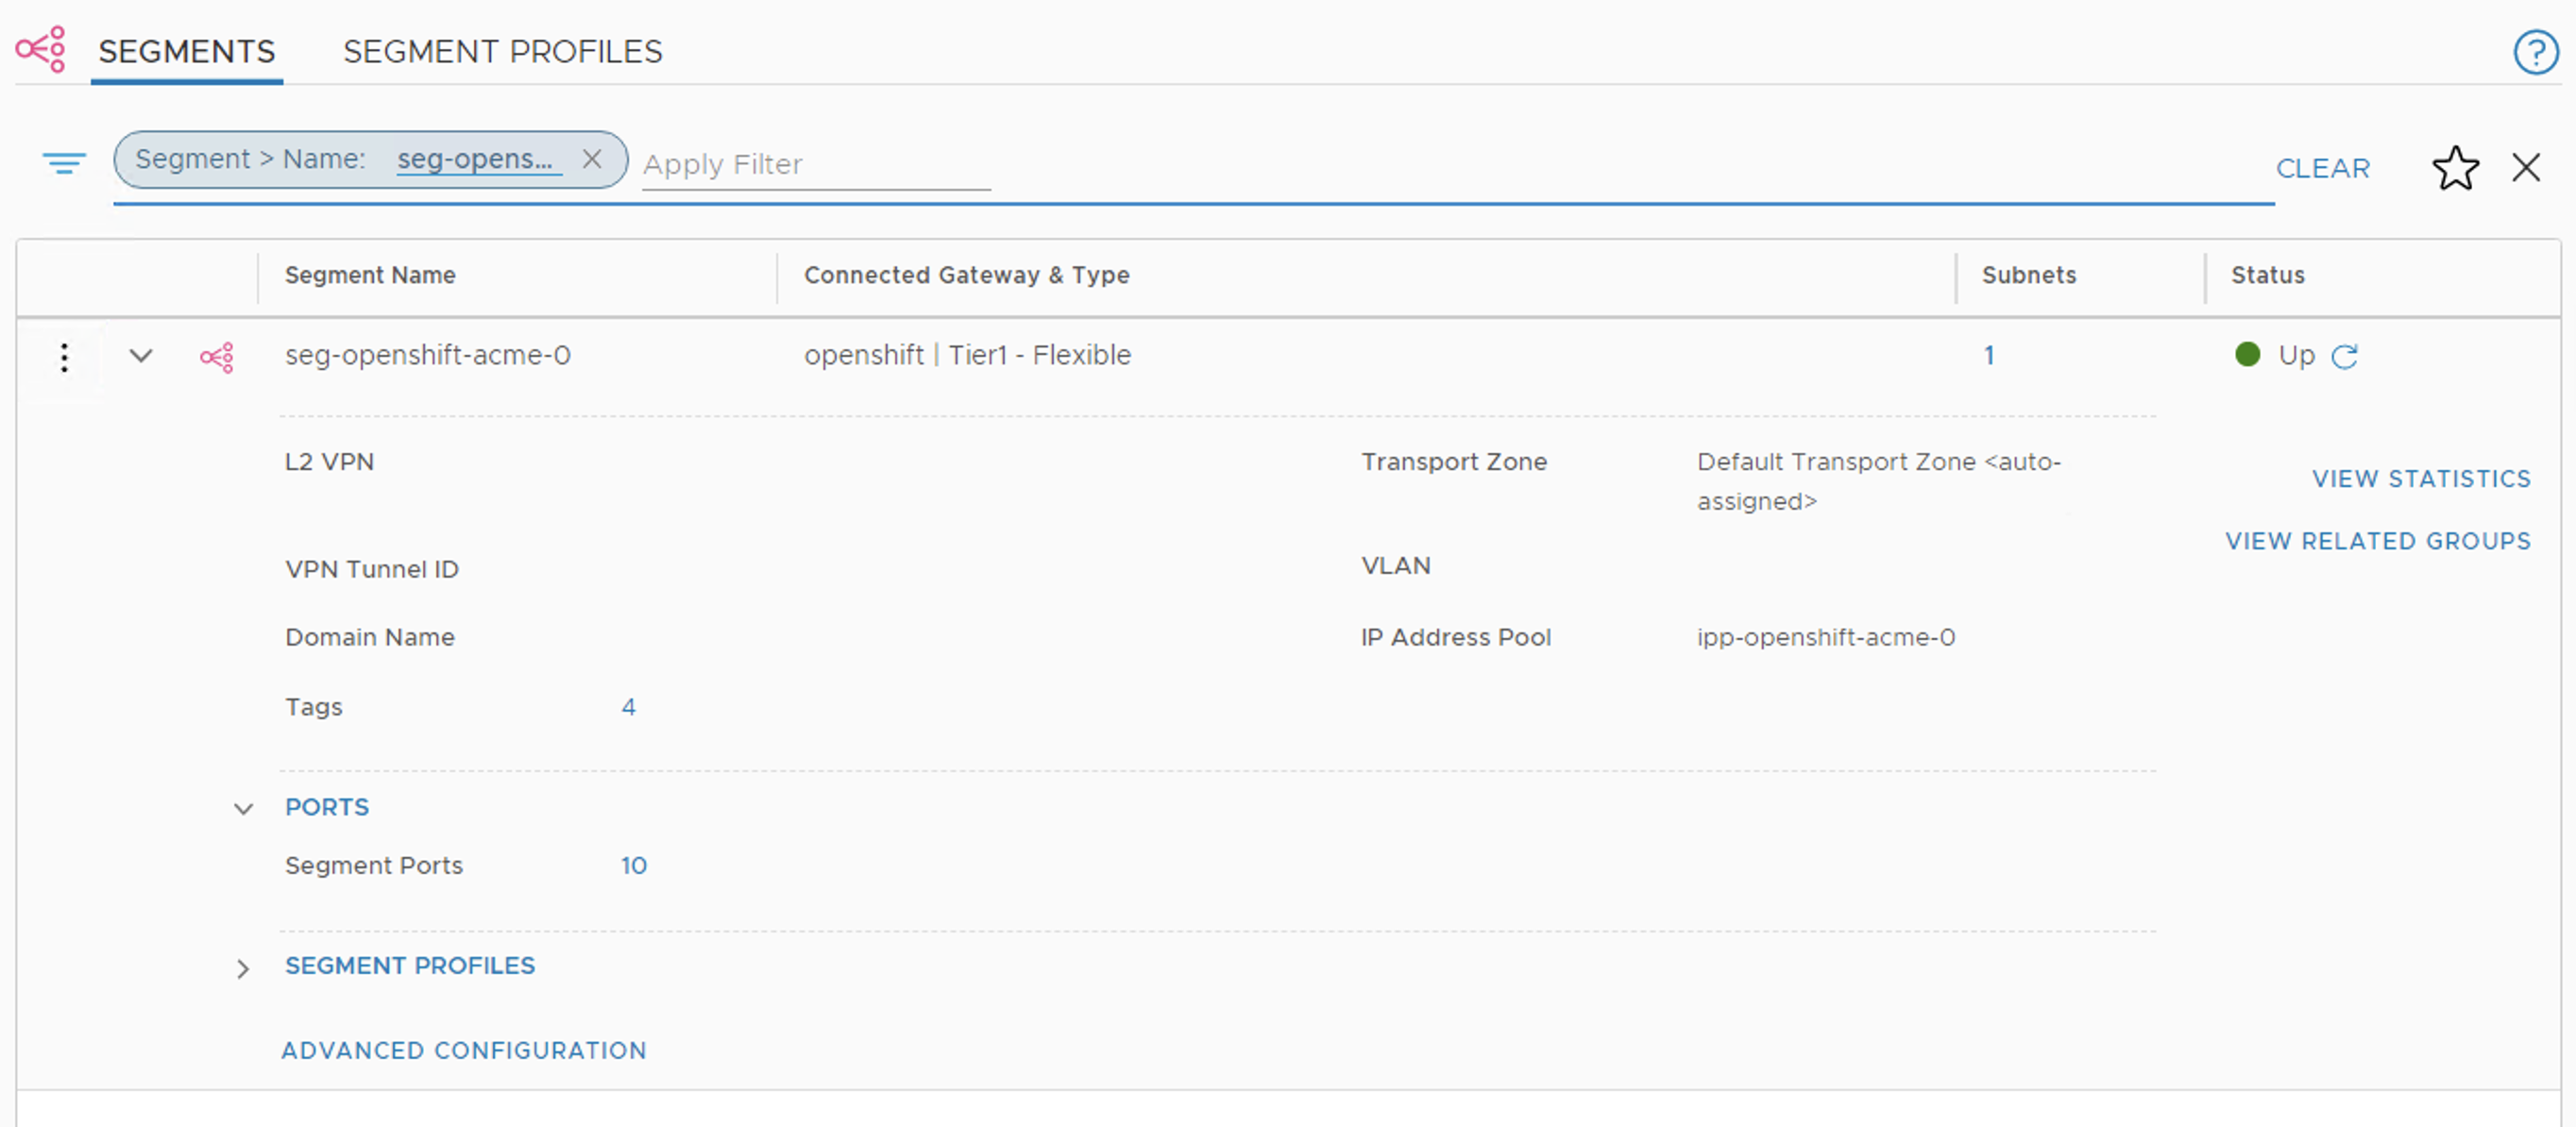 SEGMENTS SEGMENT PROFILES ?
Segment > Name: seg-opens... Apply Filter CLEAR
Segment Name Connected Gateway & Type Subnets Status
seg-openshift-acme-0 openshift | Tier1 - Flexible 1 Up
L2 VPN Transport Zone Default Transport Zone <auto-
assigned>
VIEW STATISTICS
VIEW RELATED GROUPS
VPN Tunnel ID VLAN
Domain Name IP Address Pool ipp-openshift-acme-0
Tags 4
PORTS
Segment Ports 10
SEGMENT PROFILES
ADVANCED CONFIGURATION